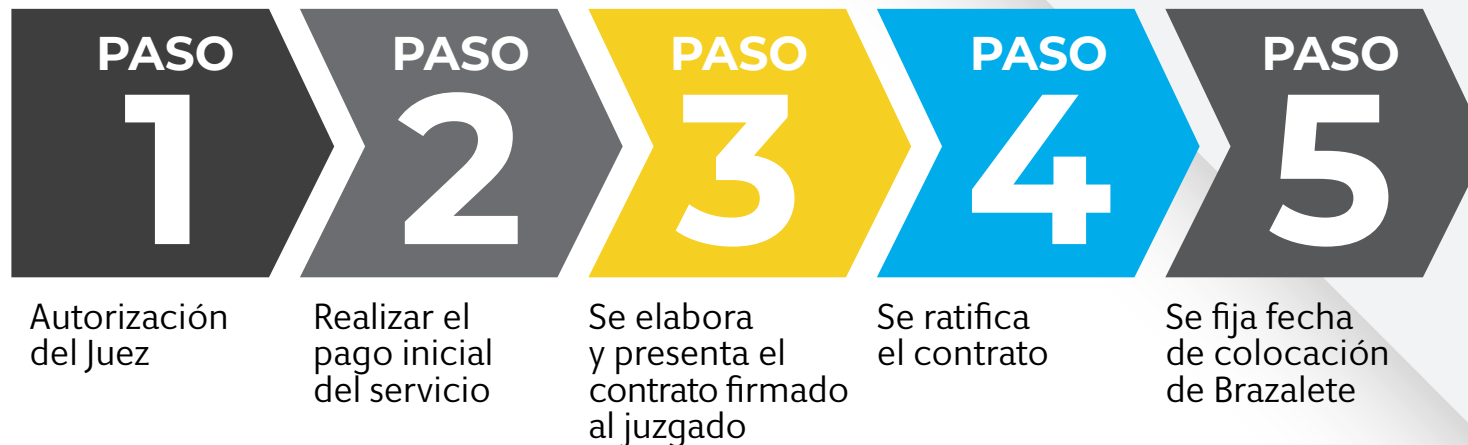 PASO
1
Autorización
del Juez
PASO
2
Realizar el
pago inicial
del servicio
PASO
3
Se elabora
y presenta el
contrato firmado
al juzgado
PASO
4
Se ratifica
el contrato
PASO
5
Se fija fecha
de colocación
de Brazalete